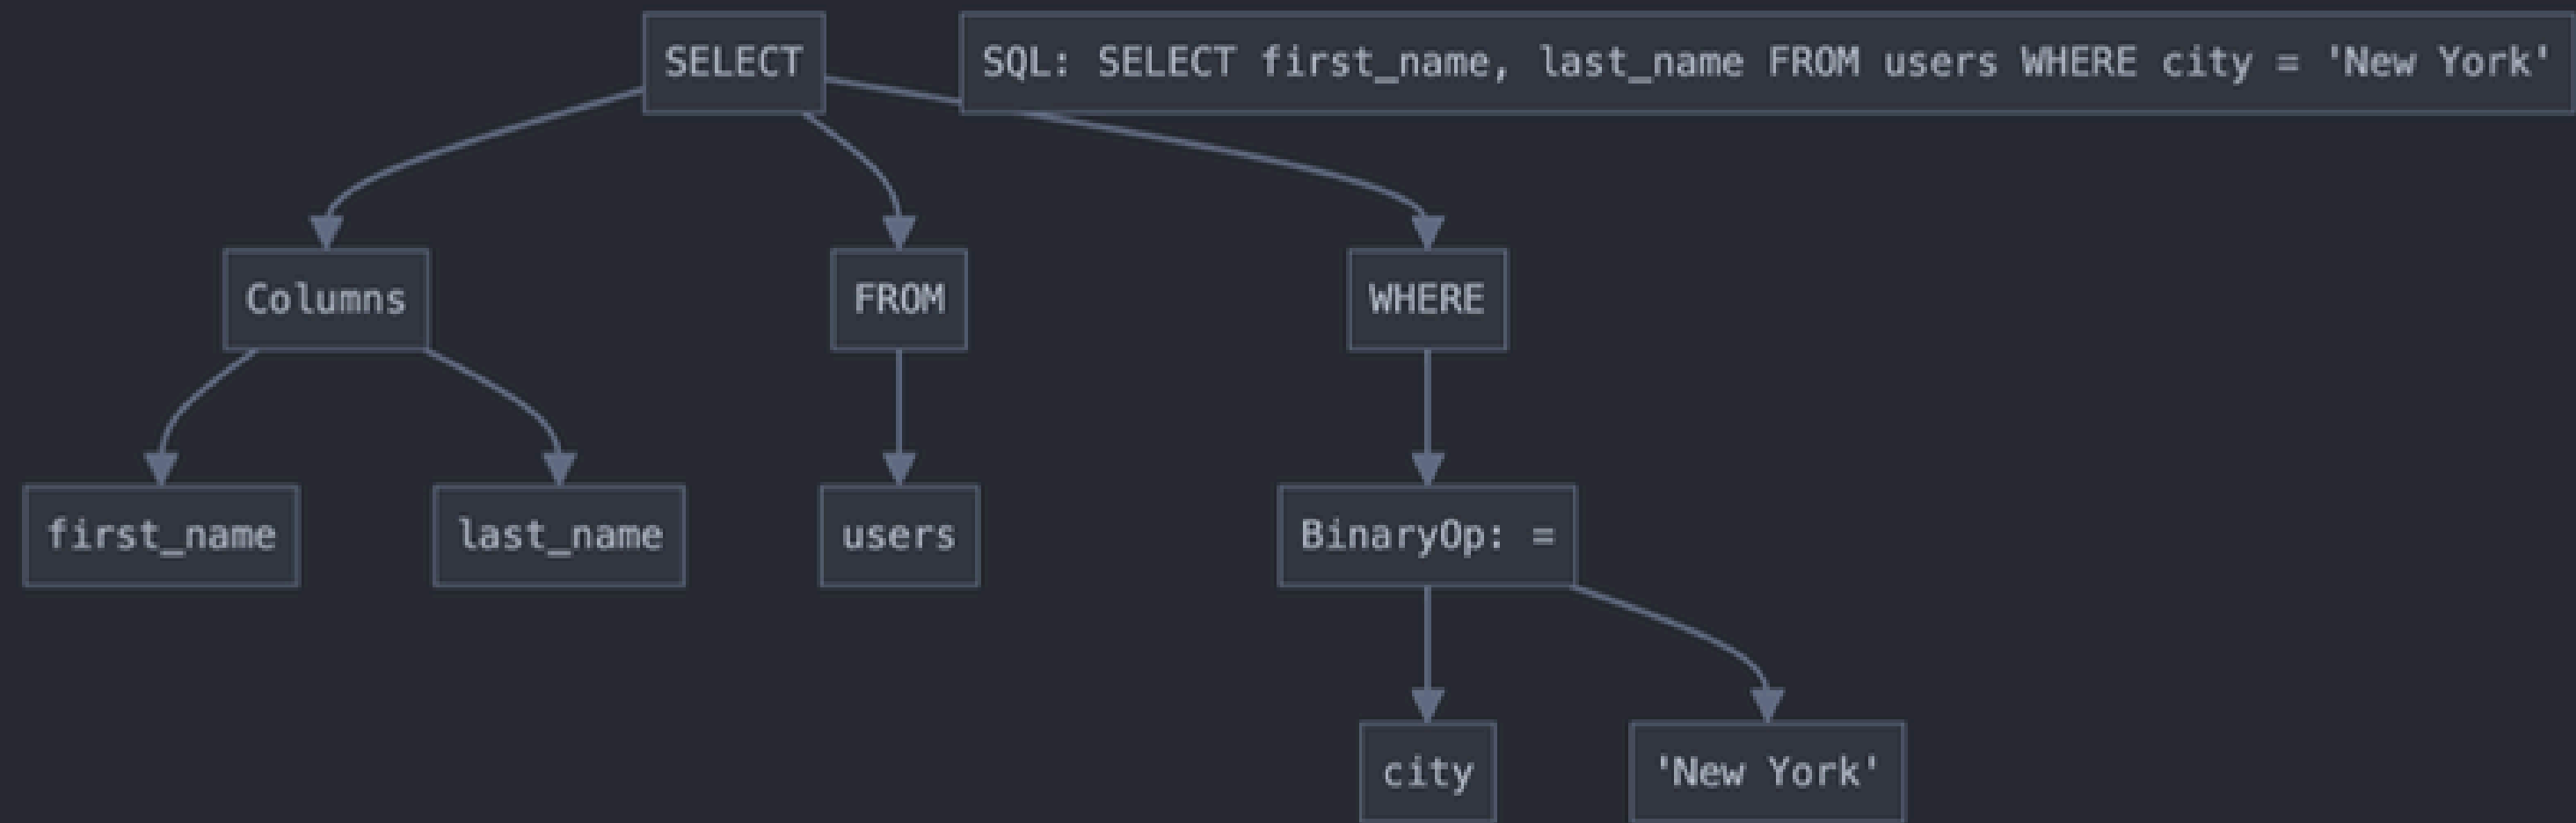 SELECT
SQL: SELECT first_name, last_name FROM users WHERE city = 'New York'
Columns
FROM
WHERE
first_name
last_name
users
BinaryOp: =
city
'New York'